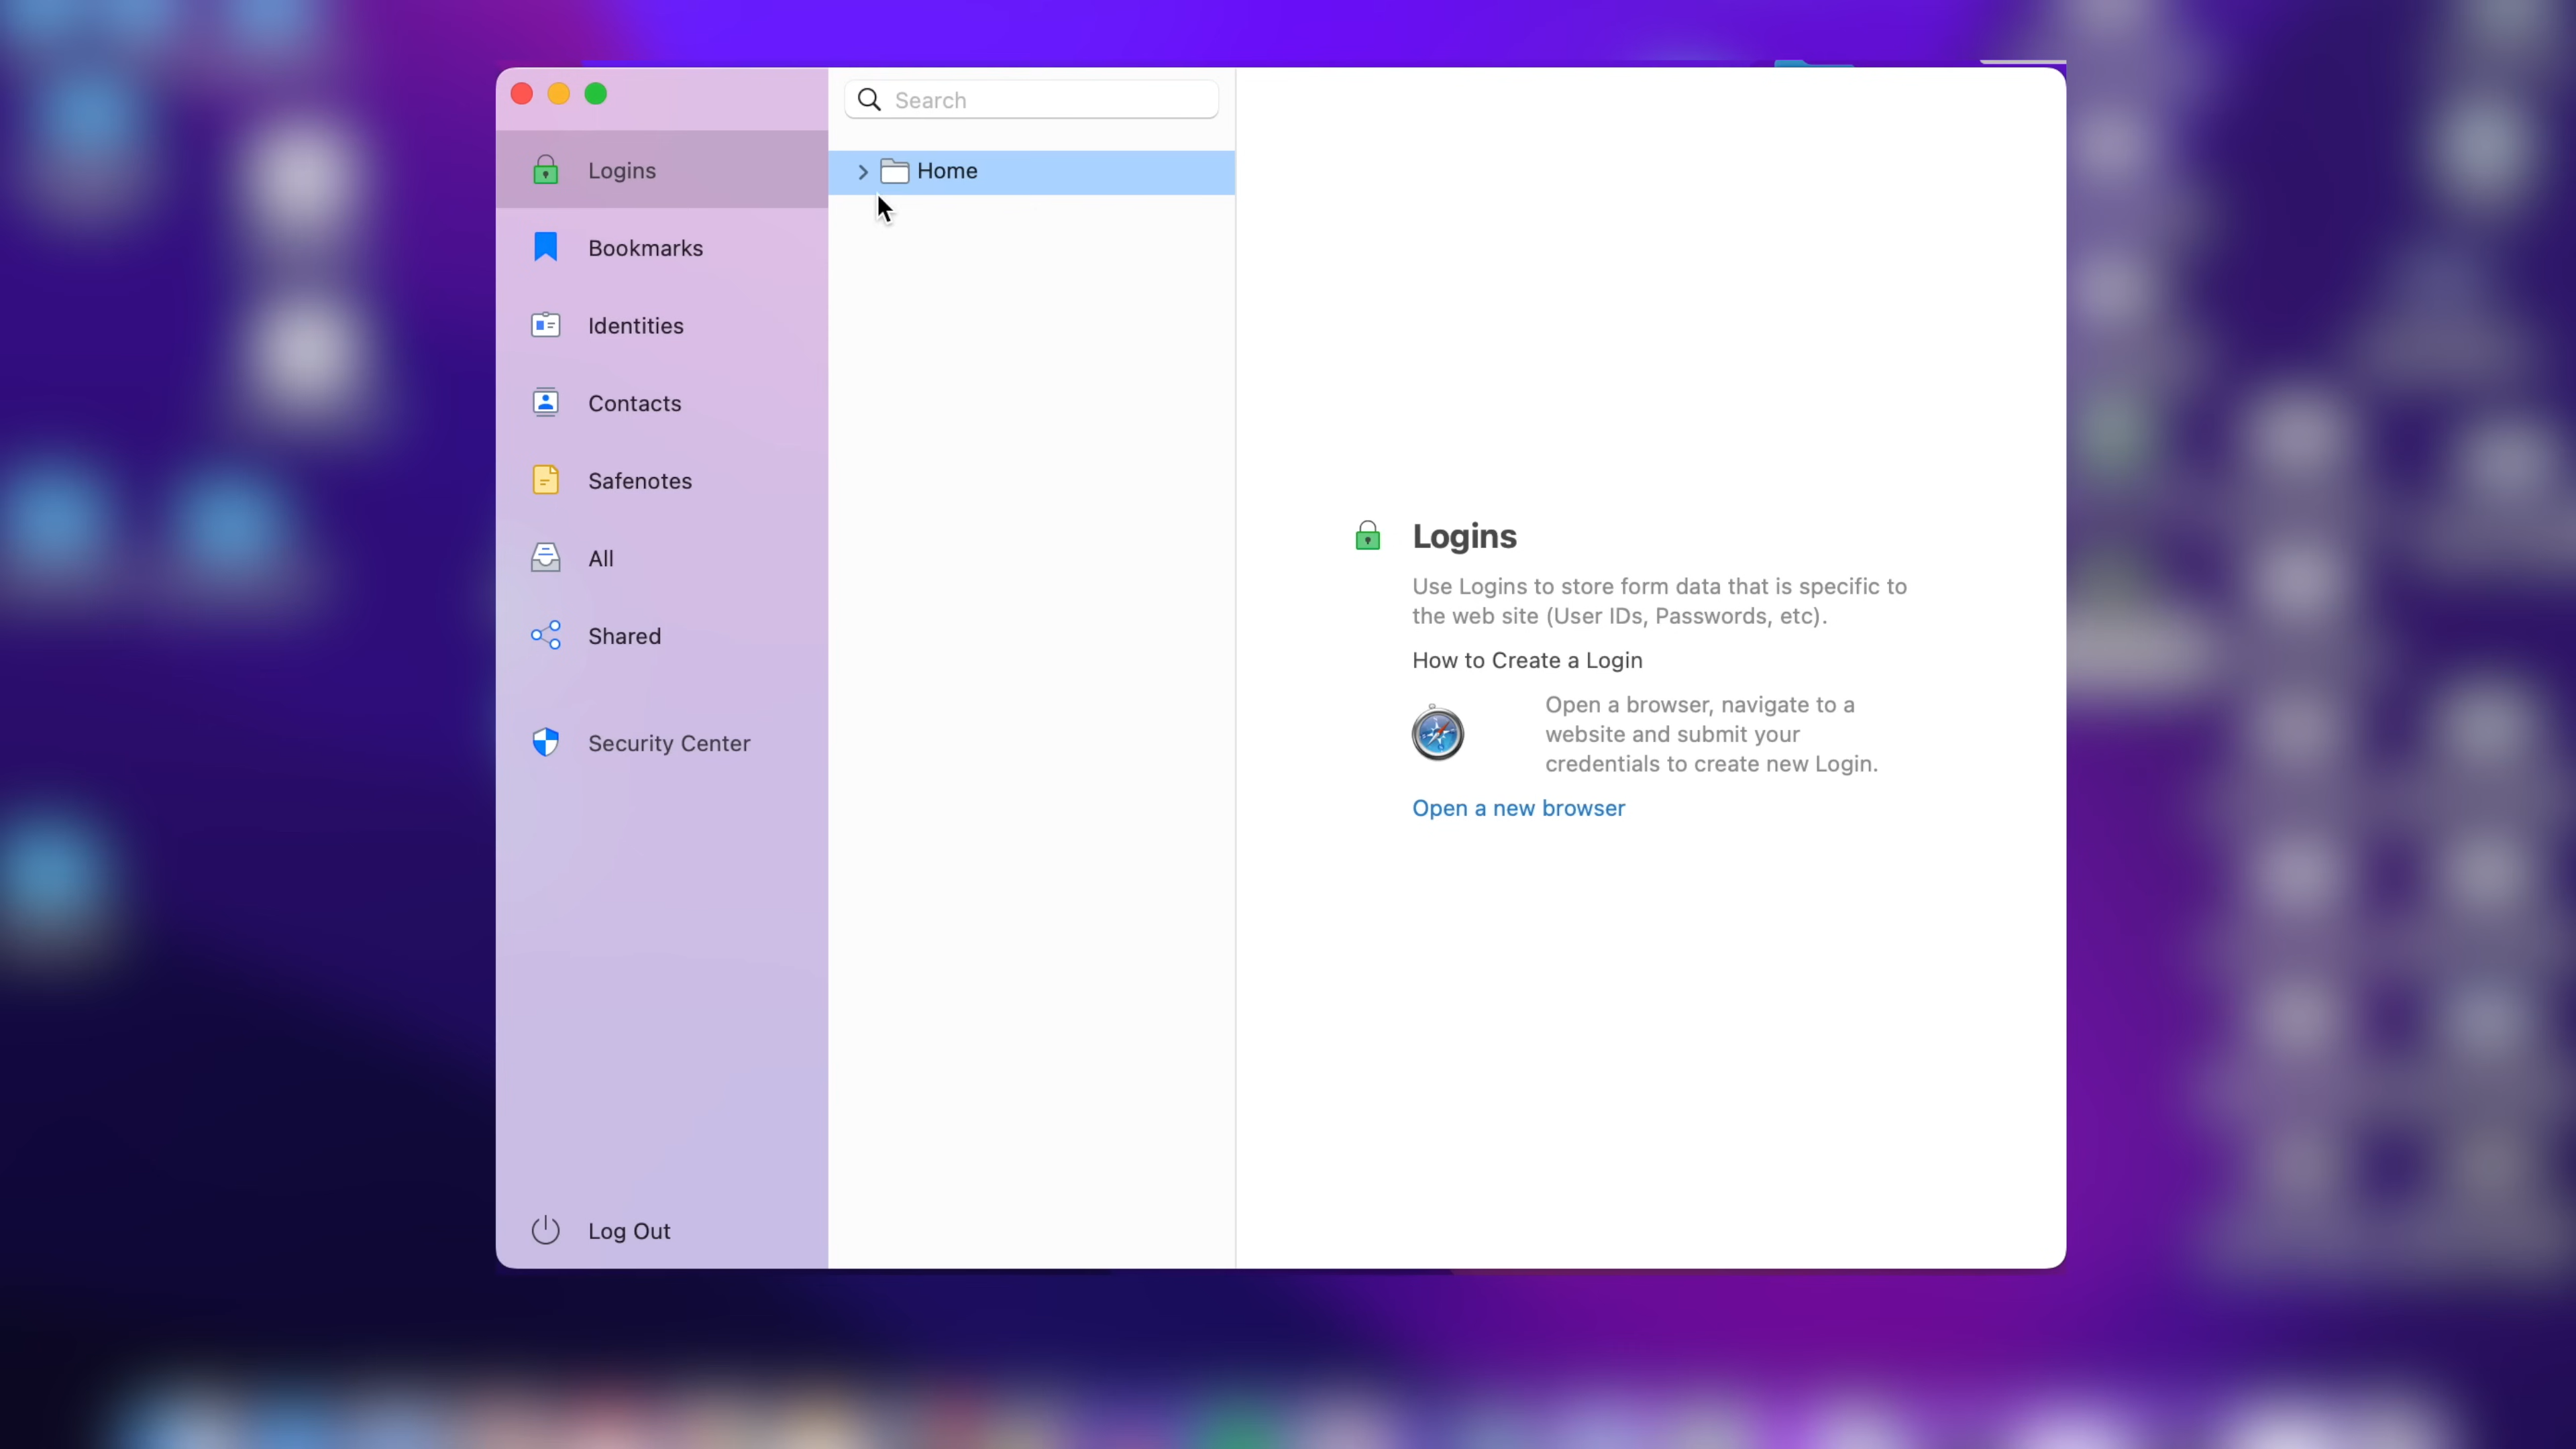 Logins
Bookmarks
Identities
Contacts
Safenotes
All
Shared
Security Center
Log Out
Search
Home
Logins
Use Logins to store form data that is specific to
the web site (User IDs, Passwords, etc).
How to Create a Login
Open a browser, navigate to a
website and submit your
credentials to create new Login.
Open a new browser